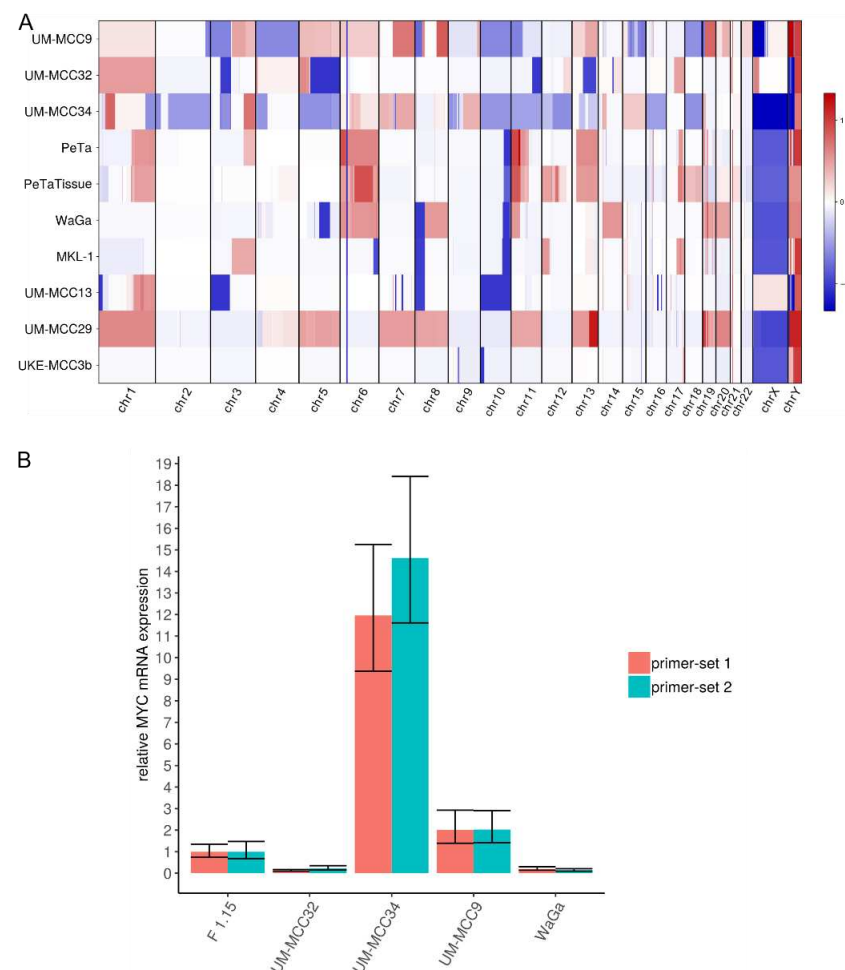 A
UM-MCC9
UM-MCC32
UM-MCC34
PeTa
PeTaTissue
WaGa
MKL-1
UM-MCC13
UM-MCC29
UKE-MCC3b
chr1 chr2 chr3 chr4 chr5 chr6 chr7 chr8 chr9 chr10 chr11 chr12 chr13 chr14 chr15 chr16 chr17 chr18 chr19 chr20 chr21 chr22 chrX chrY
1
0
B
19
18
17
16
15
14
13
12
11
10
9
8
7
6
5
4
3
2
1
0
relative MYC mRNA expression
primer-set 1
primer-set 2
F 1.15 UM-MCC32 UM-MCC34 UM-MCC9 WaGa